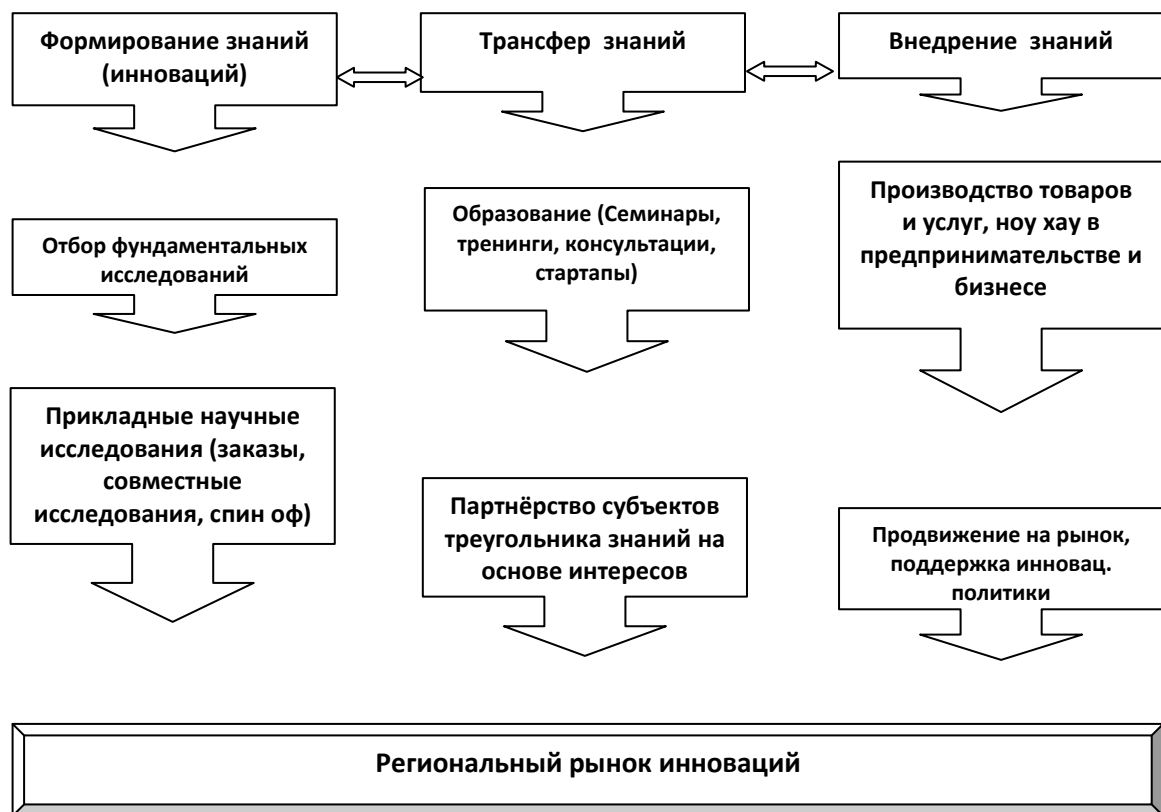 Формирование знаний
(инноваций)
Трансфер знаний
Внедрение знаний
Отбор фундаментальных
исследований
Образование (Семинары,
тренинги, консультации,
стартапы)
Производство товаров
и услуг, ноу хау в
предпринимательстве и
бизнесе
Прикладные научные
исследования (заказы,
совместные
исследования, спин оф)
Партнёрство субъектов
треугольника знаний на
основе интересов
Продвижение на рынок,
поддержка инновац.
политики
Региональный рынок инноваций